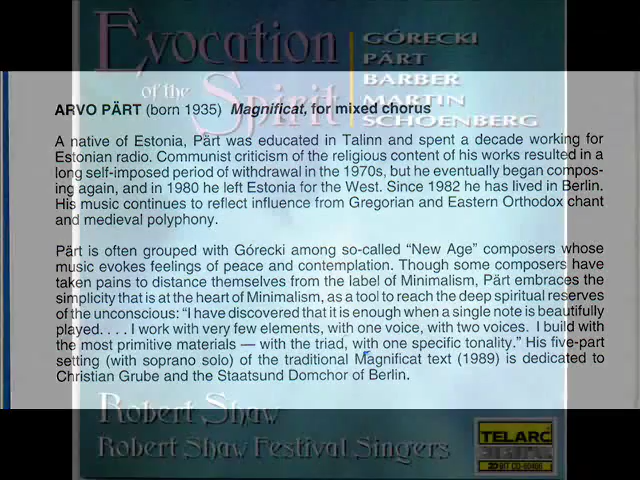 Evocation
of the
Spirit
GÓRECKI
PÄRT
BARBER
MARTIN
SCHOENBERG
ARVO PÄRT (born 1935) Magnificat, for mixed chorus
A native of Estonia, Pärt was educated in Talinn and spent a decade working for
Estonian radio. Communist criticism of the religious content of his works resulted in a
long self-imposed period of withdrawal in the 1970s, but he eventually began compos-
ing again, and in 1980 he left Estonia for the West. Since 1982 he has lived in Berlin.
His music continues to reflect influence from Gregorian and Eastern Orthodox chant
and medieval polyphony.
Pärt is often grouped with Górecki among so-called “New Age” composers whose
music evokes feelings of peace and contemplation. Though some composers have
taken pains to distance themselves from the label of Minimalism, Pärt embraces the
simplicity that is at the heart of Minimalism, as a tool to reach the deep spiritual reserves
of the unconscious: “I have discovered that it is enough when a single note is beautifully
played. . . . I work with very few elements, with one voice, with two voices. I build with
the most primitive materials — with the triad, with one specific tonality.” His five-part
setting (with soprano solo) of the traditional Magnificat text (1989) is dedicated to
Christian Grube and the Staatsund Domchor of Berlin.
Robert Shaw
Robert Shaw Festival Singers
TELARC
DIGITAL
20 BIT CD-80406